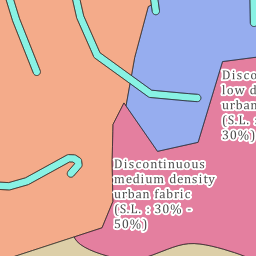 Disco
low d
urban
(S.L. :
30%)
Discontinuous
medium density
urban fabric
(S.L. : 30% -
50%)